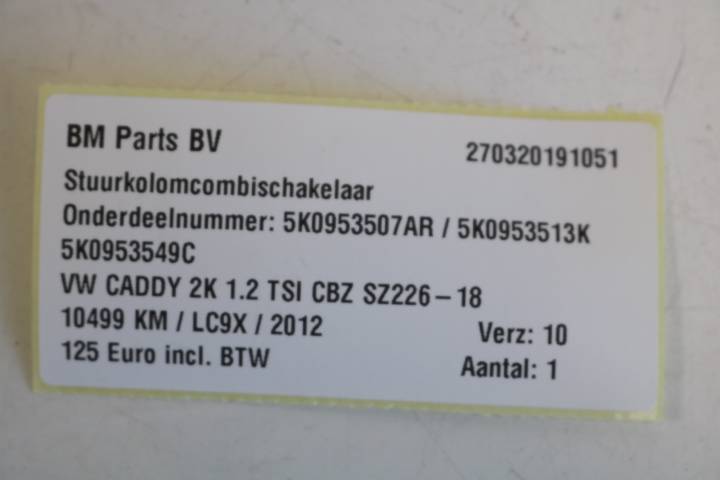 BM Parts BV 270320191051
Stuurkolomcombischakelaar
Onderdeelnummer: 5K0953507AR / 5K0953513K
5K0953549C
VW CADDY 2K 1.2 TSI CBZ SZ226-18
10499 KM / LC9X / 2012 Verz: 10
125 Euro incl. BTW Aantal: 1